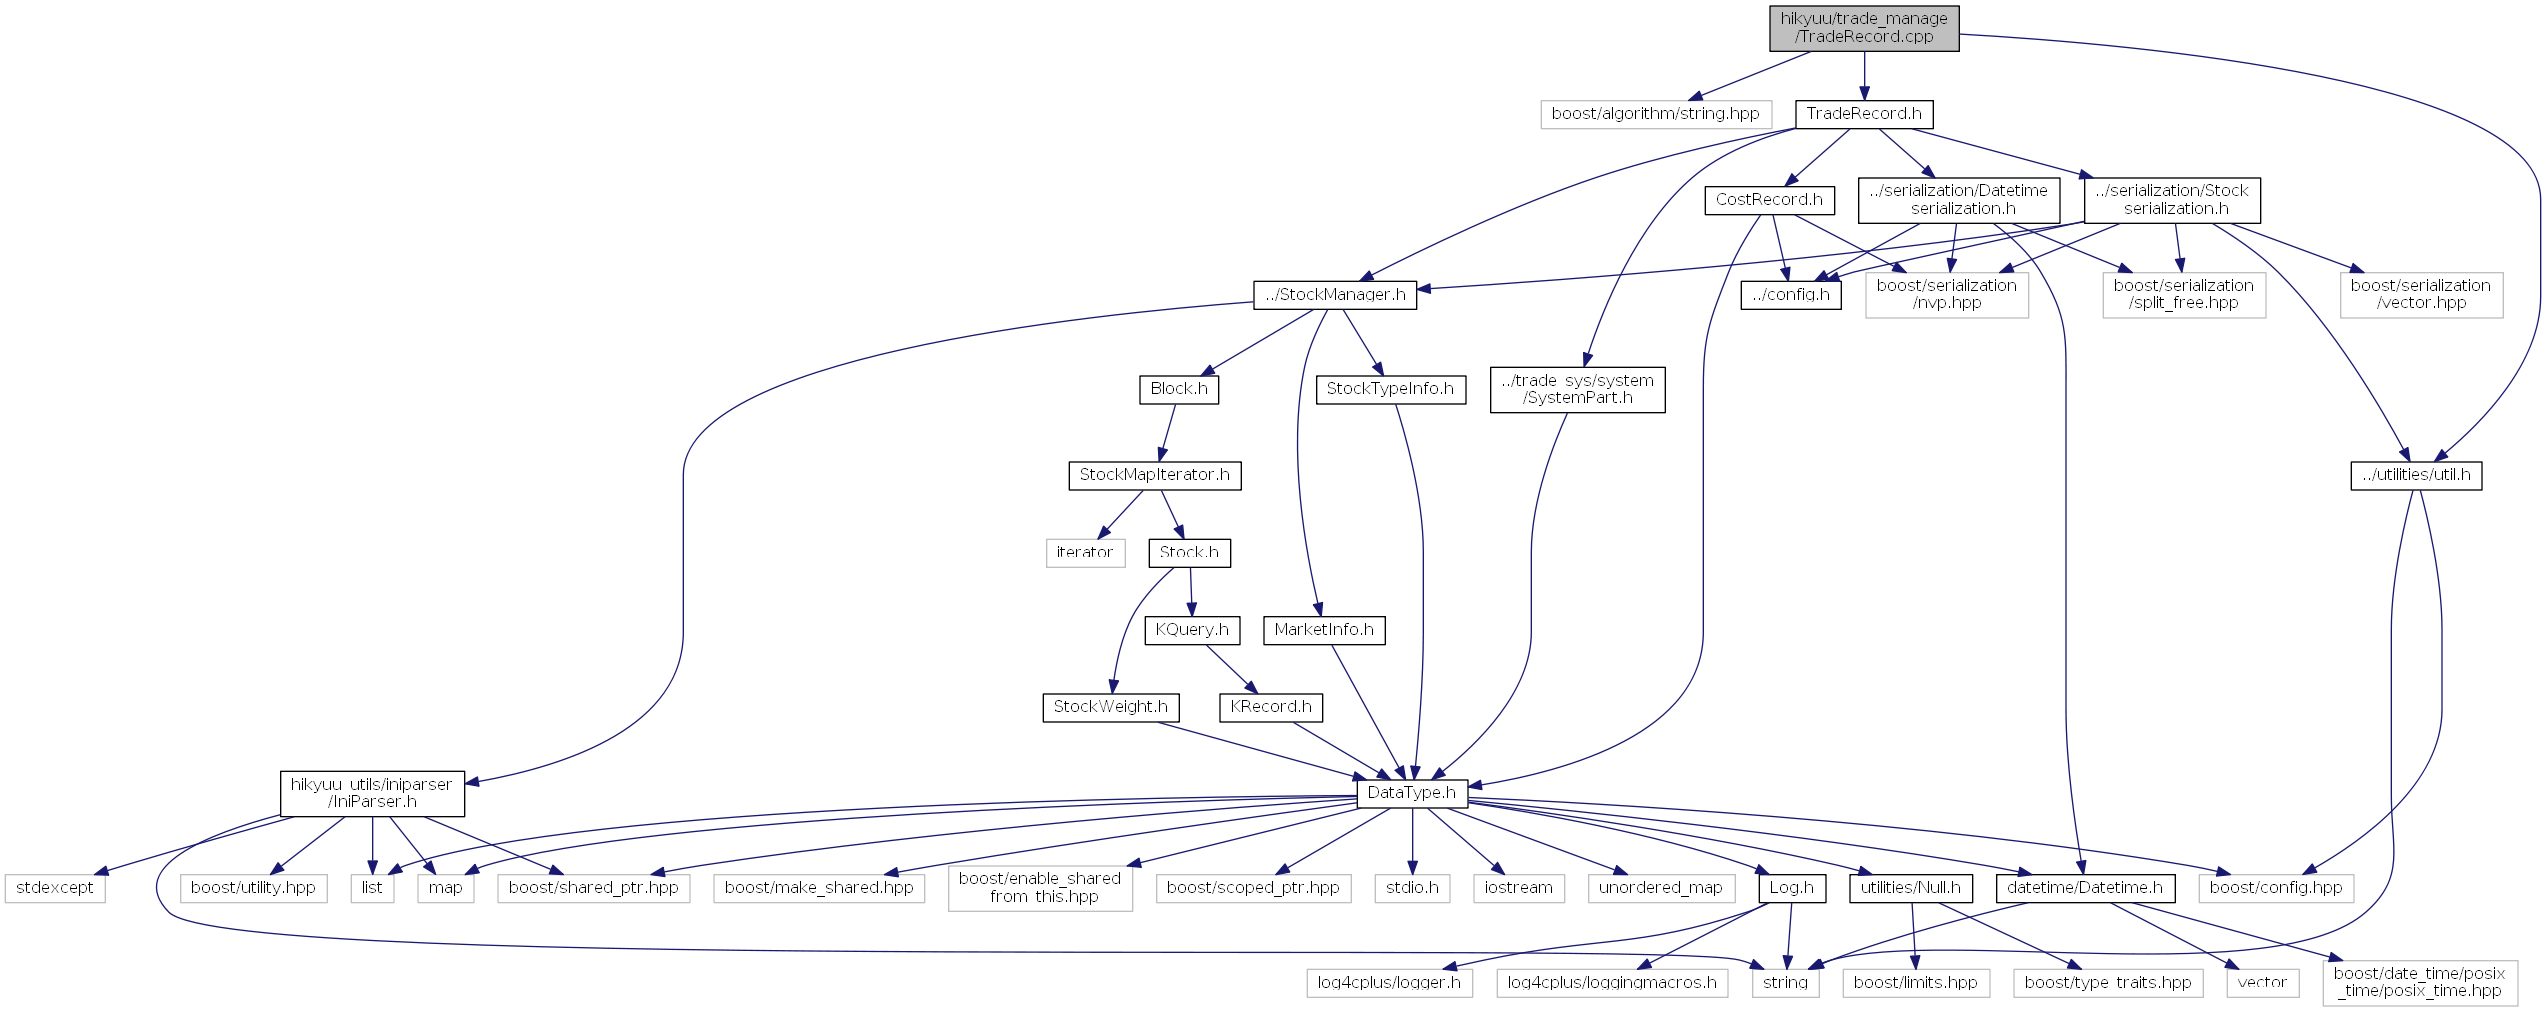 hikyuu/trade_manage
/TradeRecord.cpp
boost/algorithm/string.hpp
TradeRecord.h
CostRecord.h
../serialization/Datetime
_serialization.h
../serialization/Stock
_serialization.h
../StockManager.h
../config.h
boost/serialization
/nvp.hpp
boost/serialization
/split_free.hpp
boost/serialization
/vector.hpp
Block.h
StockTypeInfo.h
../trade_sys/system
/SystemPart.h
StockMapIterator.h
../utilities/util.h
iterator
Stock.h
KQuery.h
MarketInfo.h
StockWeight.h
KRecord.h
hikyuu_utils/iniparser
/IniParser.h
DataType.h
stdexcept
boost/utility.hpp
list
map
boost/shared_ptr.hpp
boost/make_shared.hpp
boost/enable_shared
_from_this.hpp
boost/scoped_ptr.hpp
stdio.h
iostream
unordered_map
Log.h
utilities/Null.h
datetime/Datetime.h
boost/config.hpp
log4cplus/logger.h
log4cplus/loggingmacros.h
string
boost/limits.hpp
boost/type_traits.hpp
vector
boost/date_time/posix
_time/posix_time.hpp